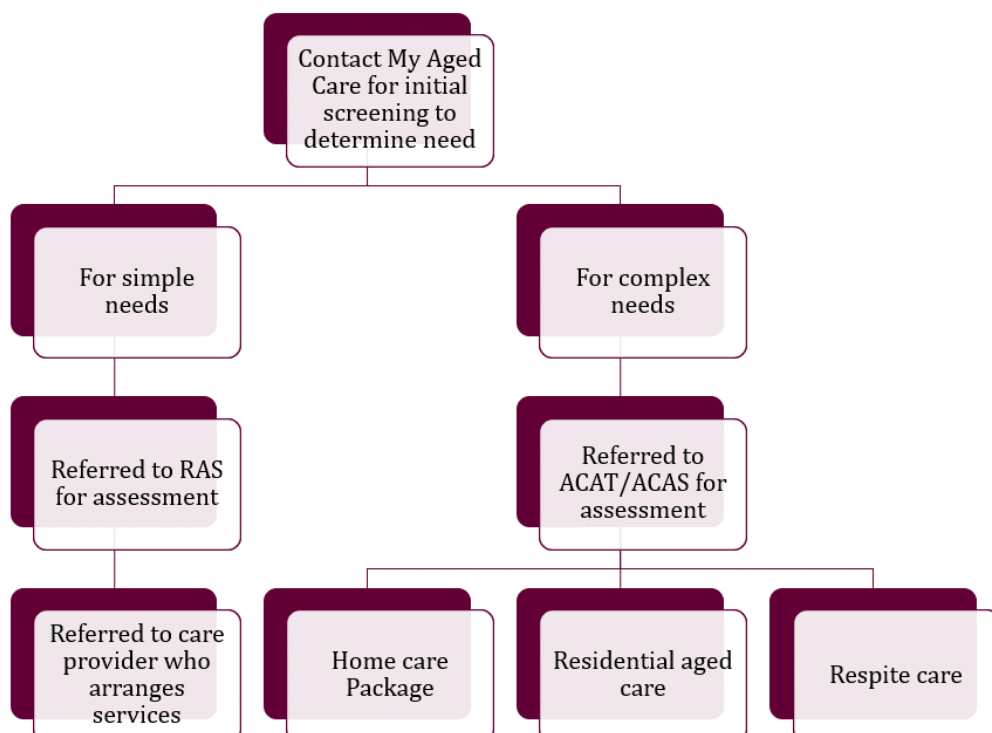 Contact My Aged
Care for initial
screening to
determine need
For simple
needs
For complex
needs
Referred to RAS
for assessment
Referred to
ACAT/ACAS for
assessment
Referred to care
provider who
arranges
services
Home care
Package
Residential aged
care
Respite care